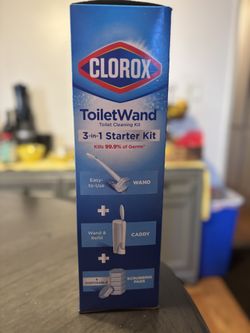 CLOROX
ToiletWand
Toilet Cleaning Kit
3-in-1 Starter Kit
Kills 99.9% of Germs
Easy-
to-Use
WAND
+
Wand &
Refill
CADDY
+
DISPOSABLE
SCRUBBING
PADS